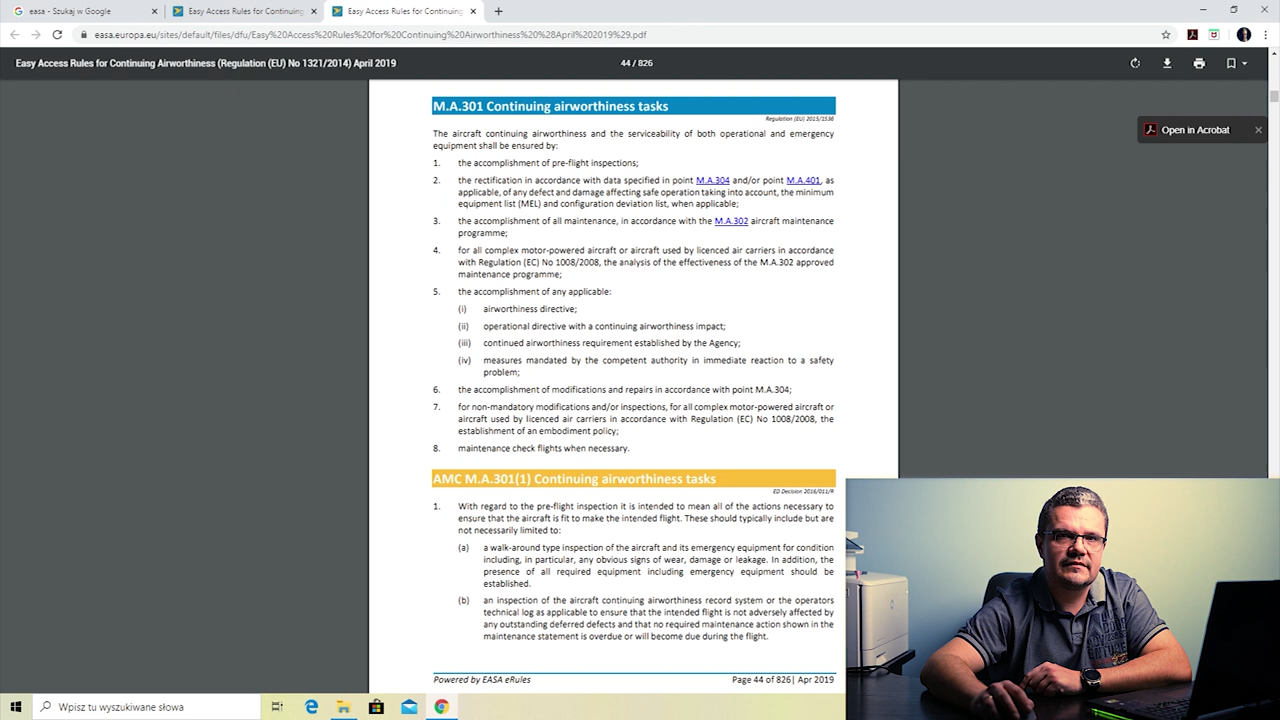 easa - Szukaj w Google
Easy Access Rules for Continuing
Easy Access Rules for Continuing
easa.europa.eu/sites/default/files/dfu/Easy%20Access%20Rules%20for%20Continuing%20Airworthiness%20%28April%202019%29.pdf
Easy Access Rules for Continuing Airworthiness (Regulation (EU) No 1321/2014) April 2019
44 / 826
Open in Acrobat
M.A.301 Continuing airworthiness tasks
Regulation (EU) 2015/1536
The aircraft continuing airworthiness and the serviceability of both operational and emergency
equipment shall be ensured by:
1. the accomplishment of pre-flight inspections;
2. the rectification in accordance with data specified in point M.A.304 and/or point M.A.401, as
applicable, of any defect and damage affecting safe operation taking into account, the minimum
equipment list (MEL) and configuration deviation list, when applicable;
3. the accomplishment of all maintenance, in accordance with the M.A.302 aircraft maintenance
programme;
4. for all complex motor-powered aircraft or aircraft used by licenced air carriers in accordance
with Regulation (EC) No 1008/2008, the analysis of the effectiveness of the M.A.302 approved
maintenance programme;
5. the accomplishment of any applicable:
(i) airworthiness directive;
(ii) operational directive with a continuing airworthiness impact;
(iii) continued airworthiness requirement established by the Agency;
(iv) measures mandated by the competent authority in immediate reaction to a safety
problem;
6. the accomplishment of modifications and repairs in accordance with point M.A.304;
7. for non-mandatory modifications and/or inspections, for all complex motor-powered aircraft or
aircraft used by licenced air carriers in accordance with Regulation (EC) No 1008/2008, the
establishment of an embodiment policy;
8. maintenance check flights when necessary.
AMC M.A.301(1) Continuing airworthiness tasks
ED Decision 2016/011/R
1. With regard to the pre-flight inspection it is intended to mean all of the actions necessary to
ensure that the aircraft is fit to make the intended flight. These should typically include but are
not necessarily limited to:
(a) a walk-around type inspection of the aircraft and its emergency equipment for condition
including, in particular, any obvious signs of wear, damage or leakage. In addition, the
presence of all required equipment including emergency equipment should be
established.
(b) an inspection of the aircraft continuing airworthiness record system or the operators
technical log as applicable to ensure that the intended flight is not adversely affected by
any outstanding deferred defects and that no required maintenance action shown in the
maintenance statement is overdue or will become due during the flight.
Powered by EASA eRules
Page 44 of 826| Apr 2019
Wpisz tu wyszukiwane słowa